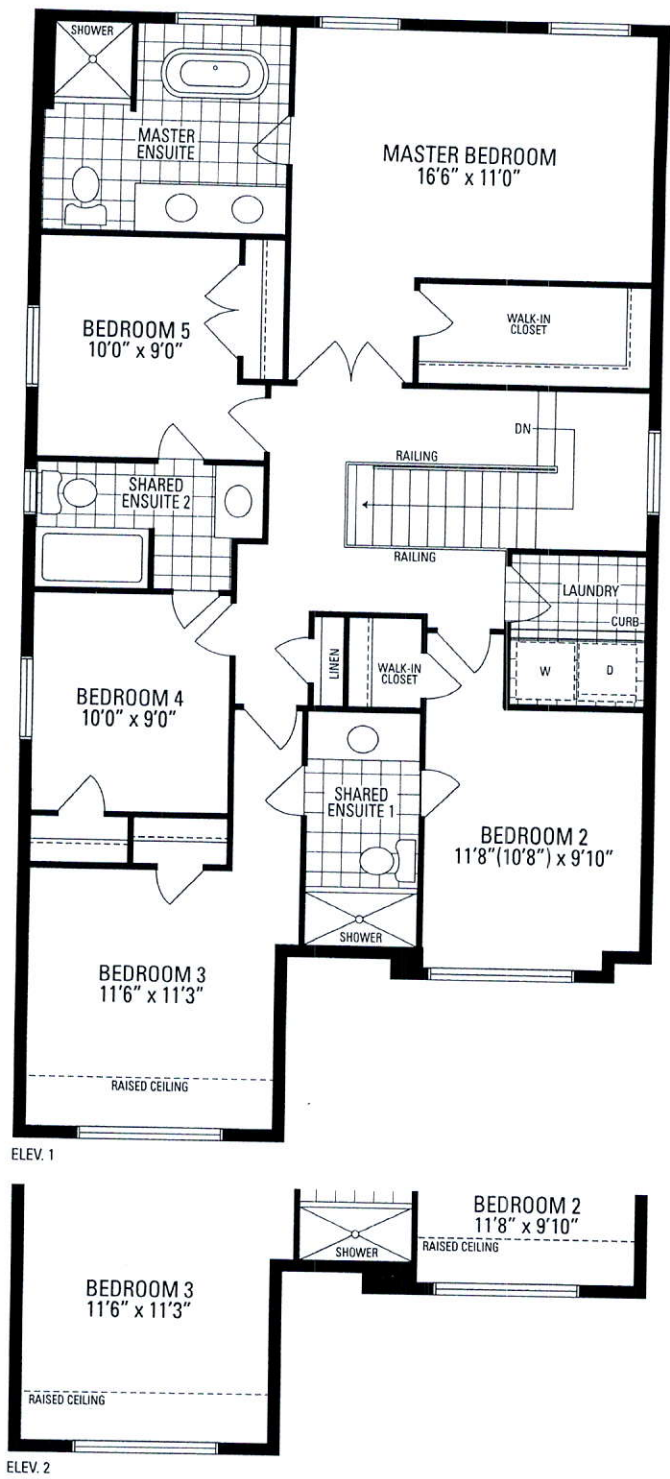 SHOWER
MASTER
ENSUITE
MASTER BEDROOM
16'6" x 11'0"
BEDROOM 5
10'0" x 9'0"
WALK-IN
CLOSET
DN
RAILING
SHARED
ENSUITE 2
RAILING
LAUNDRY
CURB
W
D
LINEN
WALK-IN
CLOSET
BEDROOM 4
10'0" x 9'0"
SHARED
ENSUITE 1
BEDROOM 2
11'8"(10'8") x 9'10"
SHOWER
BEDROOM 3
11'6" x 11'3"
RAISED CEILING
ELEV. 1
BEDROOM 2
11'8" x 9'10"
RAISED CEILING
SHOWER
BEDROOM 3
11'6" x 11'3"
RAISED CEILING
ELEV. 2